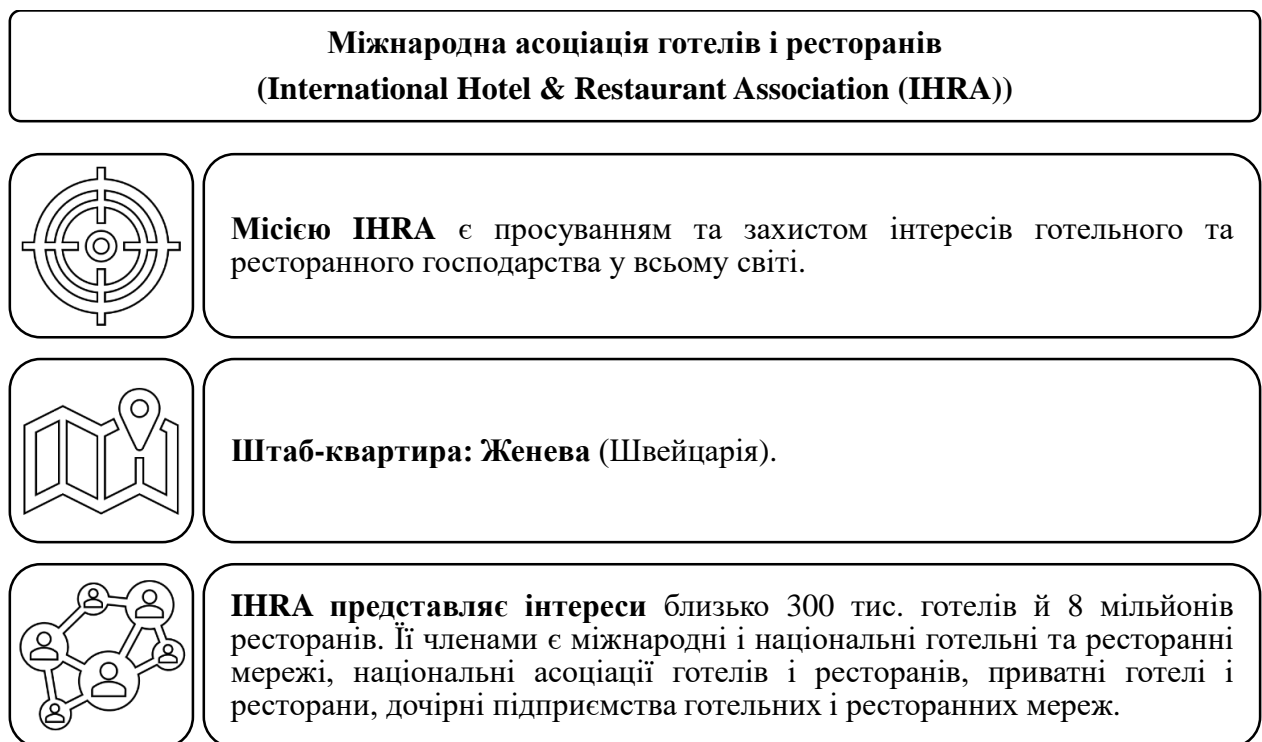 Міжнародна асоціація готелів і ресторанів
(International Hotel & Restaurant Association (IHRA))
Місією IHRA є просуванням та захистом інтересів готельного та
ресторанного господарства у всьому світі.
Штаб-квартира: Женева (Швейцарія).
IHRA представляє інтереси близько 300 тис. готелів й 8 мільйонів
ресторанів. Її членами є міжнародні і національні готельні та ресторанні
мережі, національні асоціації готелів і ресторанів, приватні готелі і
ресторани, дочірні підприємства готельних і ресторанних мереж.